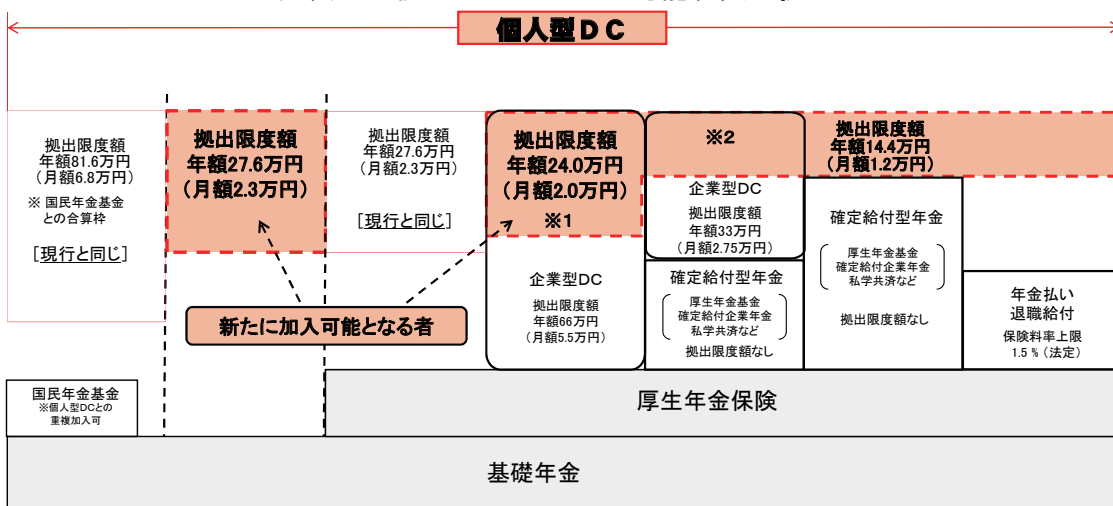 個人型DC
拠出限度額
年額81.6万円
（月額6.8万円）
※ 国民年金基金
との合算枠
［現行と同じ］
拠出限度額
年額27.6万円
（月額2.3万円）
拠出限度額
年額27.6万円
（月額2.3万円）
［現行と同じ］
拠出限度額
年額24.0万円
（月額2.0万円）
※1
企業型DC
拠出限度額
年額66万円
（月額5.5万円）
※2
企業型DC
拠出限度額
年額33万円
（月額2.75万円）
確定給付型年金
厚生年金基金
確定給付企業年金
私学共済など
拠出限度額なし
拠出限度額
年額14.4万円
（月額1.2万円）
確定給付型年金
厚生年金基金
確定給付企業年金
私学共済など
拠出限度額なし
年金払い
退職給付
保険料率上限
1.5％（法定）
新たに加入可能となる者
国民年金基金
※個人型DCとの
重複加入可
厚生年金保険
基礎年金